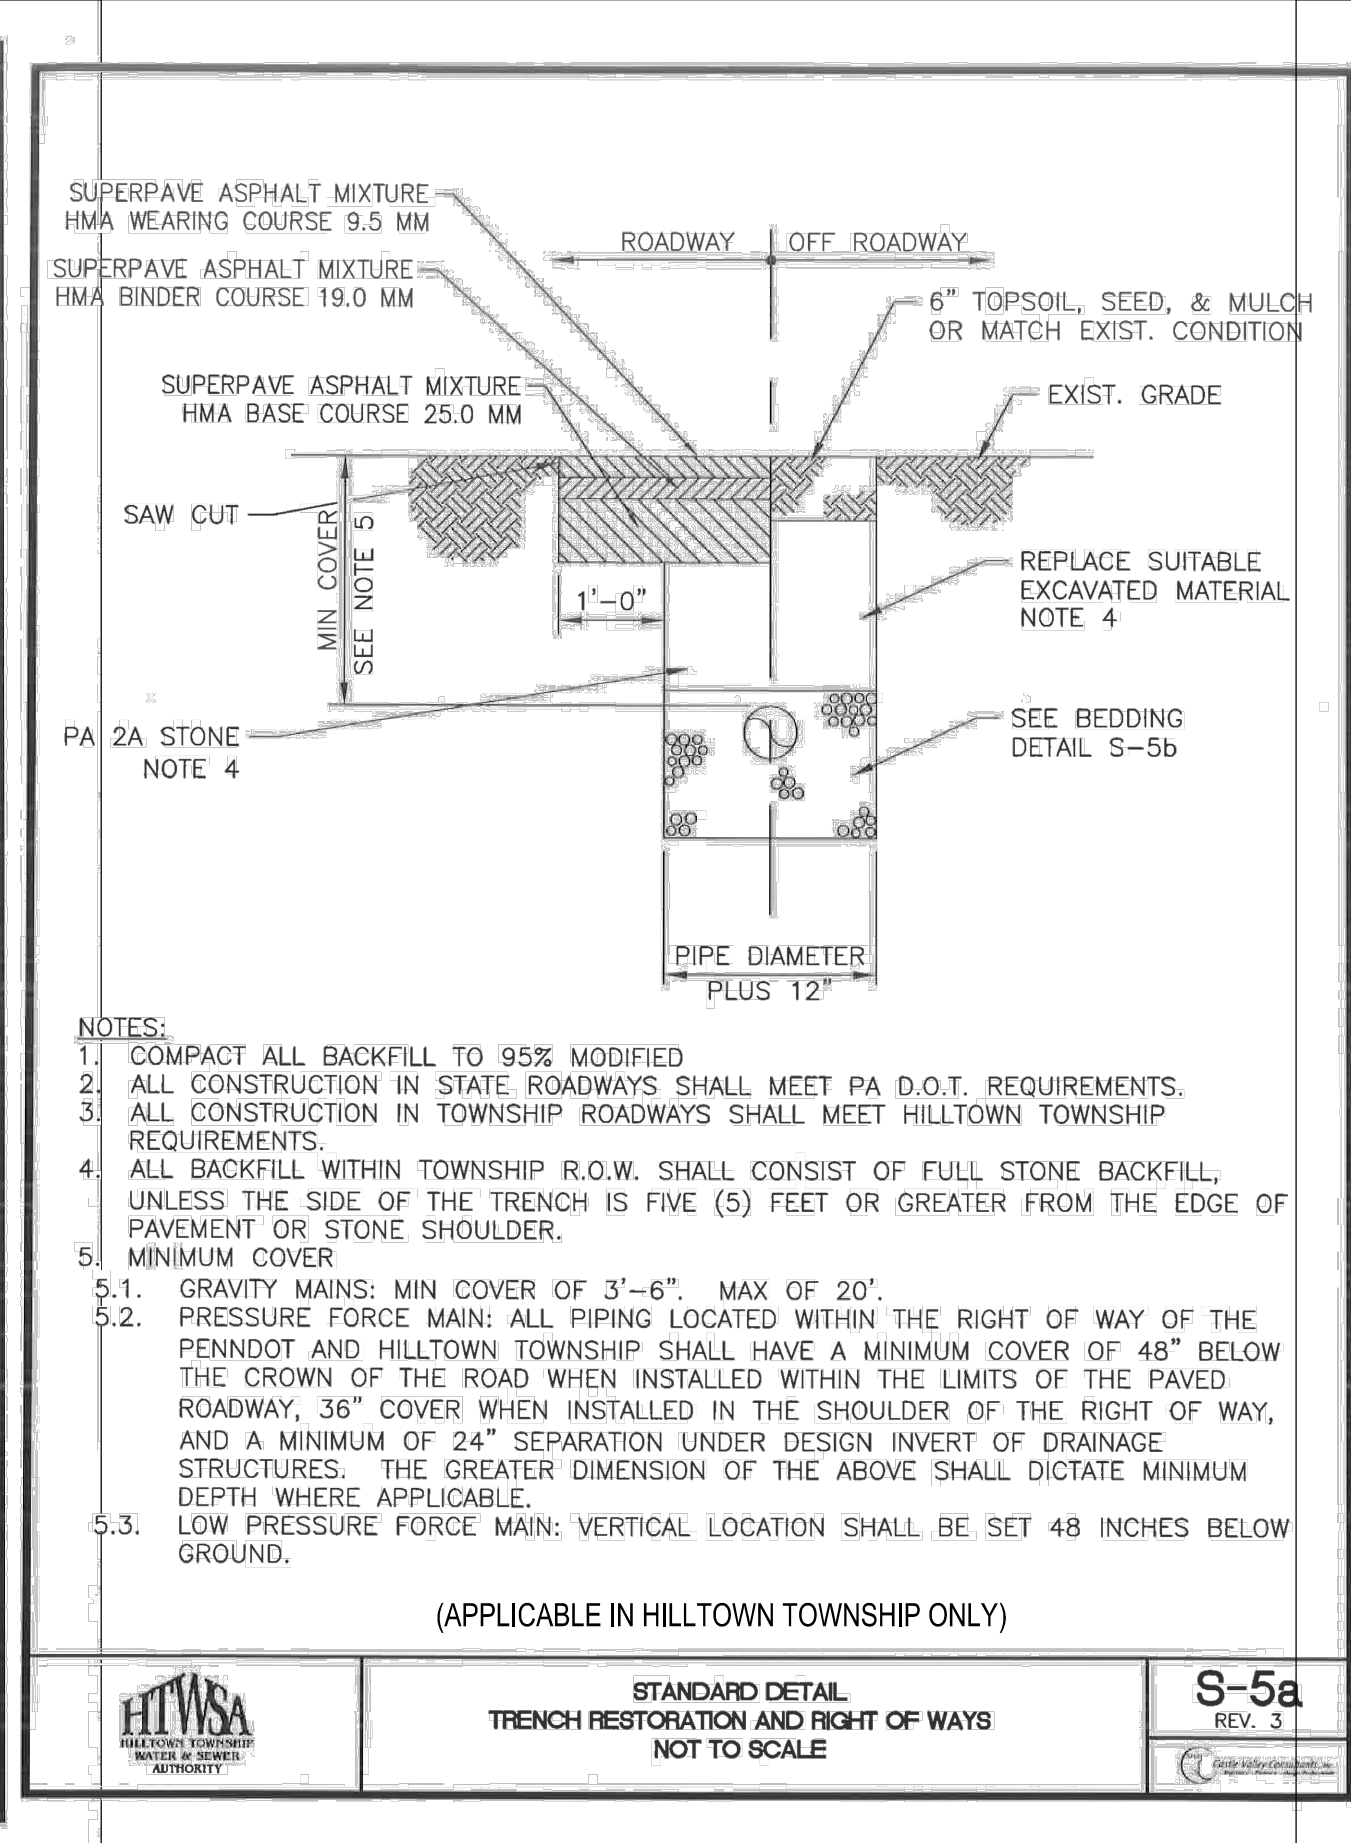 SUPERPAVE ASPHALT MIXTURE
HMA WEARING COURSE 9.5 MM
ROADWAY
OFF ROADWAY
SUPERPAVE ASPHALT MIXTURE
HMA BINDER COURSE 19.0 MM
6" TOPSOIL, SEED, & MULCH
OR MATCH EXIST. CONDITION
SUPERPAVE ASPHALT MIXTURE
HMA BASE COURSE 25.0 MM
EXIST. GRADE
SAW CUT
MIN COVER
SEE NOTE 5
1'-0"
REPLACE SUITABLE
EXCAVATED MATERIAL
NOTE 4
PA 2A STONE
NOTE 4
SEE BEDDING
DETAIL S-5b
PIPE DIAMETER
PLUS 12"
NOTES:
1. COMPACT ALL BACKFILL TO 95% MODIFIED
2. ALL CONSTRUCTION IN STATE ROADWAYS SHALL MEET PA D.O.T. REQUIREMENTS.
3. ALL CONSTRUCTION IN TOWNSHIP ROADWAYS SHALL MEET HILLTOWN TOWNSHIP
REQUIREMENTS.
4. ALL BACKFILL WITHIN TOWNSHIP R.O.W. SHALL CONSIST OF FULL STONE BACKFILL,
UNLESS THE SIDE OF THE TRENCH IS FIVE (5) FEET OR GREATER FROM THE EDGE OF
PAVEMENT OR STONE SHOULDER.
5. MINIMUM COVER
5.1. GRAVITY MAINS: MIN COVER OF 3'-6". MAX OF 20'.
5.2. PRESSURE FORCE MAIN: ALL PIPING LOCATED WITHIN THE RIGHT OF WAY OF THE
PENNDOT AND HILLTOWN TOWNSHIP SHALL HAVE A MINIMUM COVER OF 48" BELOW
THE CROWN OF THE ROAD WHEN INSTALLED WITHIN THE LIMITS OF THE PAVED
ROADWAY, 36" COVER WHEN INSTALLED IN THE SHOULDER OF THE RIGHT OF WAY,
AND A MINIMUM OF 24" SEPARATION UNDER DESIGN INVERT OF DRAINAGE
STRUCTURES. THE GREATER DIMENSION OF THE ABOVE SHALL DICTATE MINIMUM
DEPTH WHERE APPLICABLE.
5.3. LOW PRESSURE FORCE MAIN: VERTICAL LOCATION SHALL BE SET 48 INCHES BELOW
GROUND.
(APPLICABLE IN HILLTOWN TOWNSHIP ONLY)
HTWSA
HILLTOWN TOWNSHIP
WATER & SEWER
AUTHORITY
STANDARD DETAIL
TRENCH RESTORATION AND RIGHT OF WAYS
NOT TO SCALE
S-5a
REV. 3
Castle Valley Consultants, Inc.